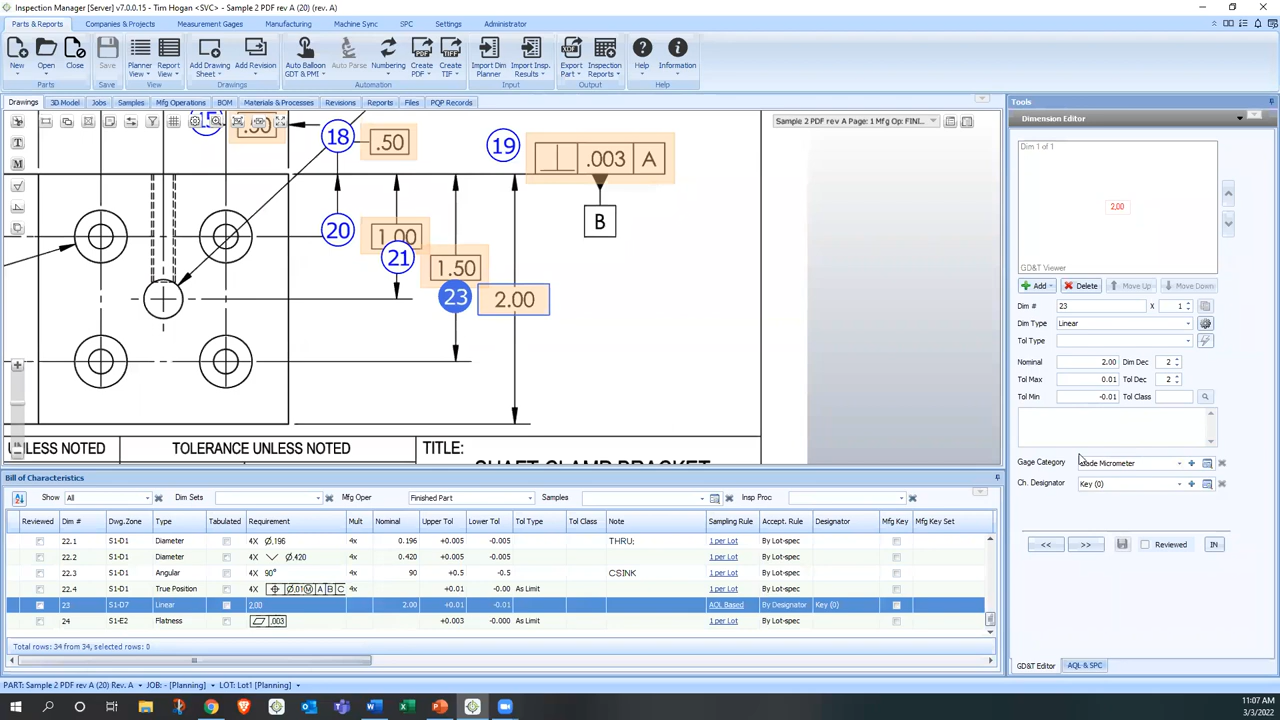 Inspection Manager [Server] v7.0.0.15 - Tim Hogan <SVC> - Sample 2 PDF rev A (20) (rev. A)
Parts & Reports Companies & Projects Measurement Gages Manufacturing Machine Sync SPC Settings
New Open Close Save Planner View Report View Add Drawing Sheet Add Revision Auto Balloon GDT & PMI Auto Parse Numbering Create PDF Create TIF Import Dim Planner Import Insp. Results Export Part Inspection Reports Help Information
Parts Save View Drawings Automation Input Output Help
Drawings 3D Model Jobs Samples Mfg Operations BOM Materials & Processes Revisions Reports Files PQP Records
Sample 2 PDF rev A Page: 1 Mfg Op: FINI...
.50
18 .50
19 .003 A
B
20
1.00
21
1.50
23 2.00
UNLESS NOTED TOLERANCE UNLESS NOTED TITLE:
SHAFT CLAMP BRACKET
Tools
Dimension Editor
Dim 1 of 1
2,00
GD&T Viewer
Add Delete Move Up Move Down
Dim # 23 X 1
Dim Type Linear
Tol Type
Nominal 2.00 Dim Dec 2
Tol Max 0.01 Tol Dec 2
Tol Min -0.01 Tol Class
Gage Category Micrometer
Ch. Designator Key (0)
<< >> Reviewed IN
GD&T Editor AQL & SPC
Bill of Characteristics
Show All Dim Sets Mfg Oper Finished Part Samples Insp Proc
Reviewed Dim # Dwg.Zone Type Tabulated Requirement Mult Nominal Upper Tol Lower Tol Tol Type Tol Class Note Sampling Rule Accept. Rule Designator Mfg Key Mfg Key Set
22.1 S1-D1 Diameter 4X Ø,196 4x 0.196 +0.005 -0.005 THRU; 1 per Lot By Lot-spec
22.2 S1-D1 Diameter Ø,420 4x 0.420 +0.005 -0.005 1 per Lot By Lot-spec
22.3 S1-D1 Angular 90° 4x 90 +0.5 -0.5 CSINK 1 per Lot By Lot-spec
22.4 S1-D1 True Position 4X Ø.01 Ⓜ A B C 4x +0.01 -0.00 As Limit 1 per Lot By Lot-spec
23 S1-D7 Linear 2,00 2.00 +0.01 -0.01 AQL Based By Designator Key (0)
24 S1-E2 Flatness .003 +0.003 -0.000 As Limit 1 per Lot By Lot-spec
Total rows: 34 from 34, selected rows: 0
PART: Sample 2 PDF rev A (20) Rev. A JOB: - [Planning] LOT: Lot1 [Planning]
11:07 AM
3/3/2022